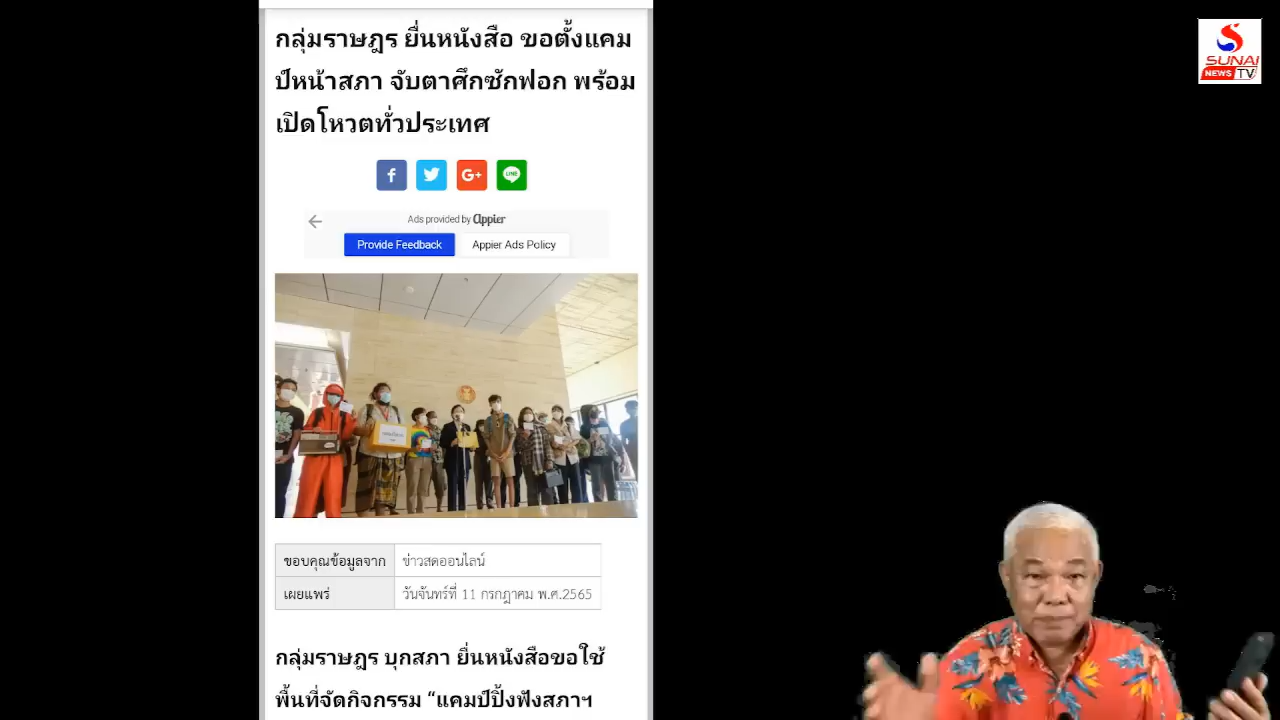 กลุ่มราษฎร ยื่นหนังสือ ขอตั้งแคม
ป์หน้าสภา จับตาศึกซักฟอก พร้อม
เปิดโหวตทั่วประเทศ
f
G+
LINE
Ads provided by appier
Provide Feedback
Appier Ads Policy
ขอบคุณข้อมูลจาก ข่าวสดออนไลน์
เผยแพร่ วันจันทร์ที่ 11 กรกฎาคม พ.ศ.2565
กลุ่มราษฎร บุกสภา ยื่นหนังสือขอใช้
พื้นที่จัดกิจกรรม “แคมป์ปิ้งฟังสภาฯ
SUNAI
NEWS TV